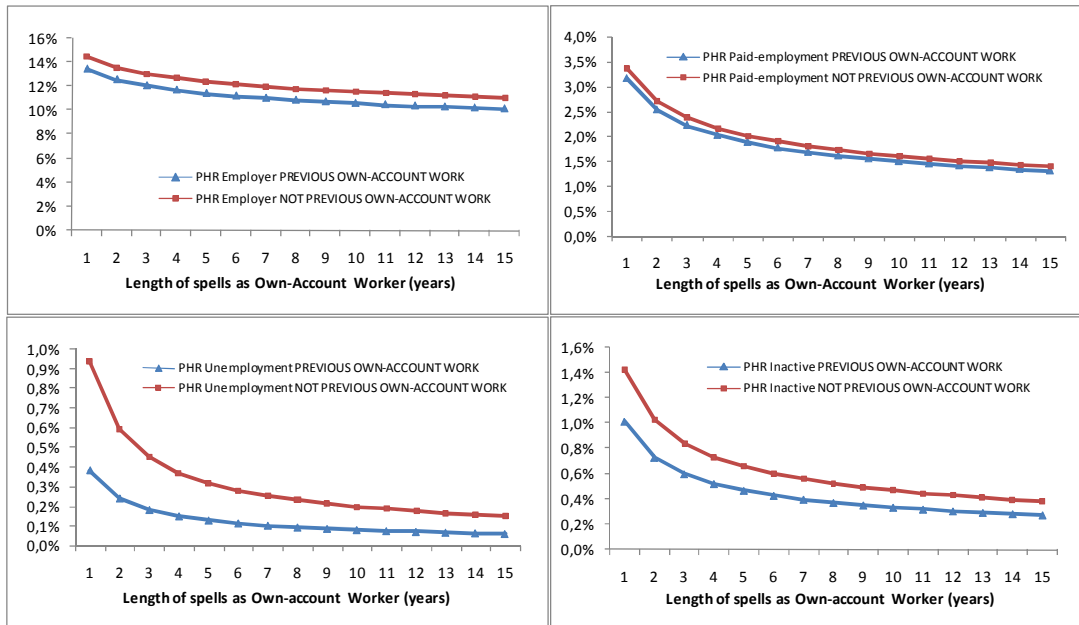 16%
14%
12%
10%
8%
6%
4%
2%
0%
PHR Employer PREVIOUS OWN-ACCOUNT WORK
PHR Employer NOT PREVIOUS OWN-ACCOUNT WORK
1 2 3 4 5 6 7 8 9 10 11 12 13 14 15
Length of spells as Own-Account Worker (years)
4,0%
3,5%
3,0%
2,5%
2,0%
1,5%
1,0%
0,5%
0,0%
PHR Paid-employment PREVIOUS OWN-ACCOUNT WORK
PHR Paid-employment NOT PREVIOUS OWN-ACCOUNT WORK
1 2 3 4 5 6 7 8 9 10 11 12 13 14 15
Length of spells as Own-Account Worker (years)
1,0%
0,9%
0,8%
0,7%
0,6%
0,5%
0,4%
0,3%
0,2%
0,1%
0,0%
PHR Unemployment PREVIOUS OWN-ACCOUNT WORK
PHR Unemployment NOT PREVIOUS OWN-ACCOUNT WORK
1 2 3 4 5 6 7 8 9 10 11 12 13 14 15
Length of spells as Own-account Worker (years)
1,6%
1,4%
1,2%
1,0%
0,8%
0,6%
0,4%
0,2%
0,0%
PHR Inactive PREVIOUS OWN-ACCOUNT WORK
PHR Inactive NOT PREVIOUS OWN-ACCOUNT WORK
1 2 3 4 5 6 7 8 9 10 11 12 13 14 15
Length of spells as Own-Account Worker (years)